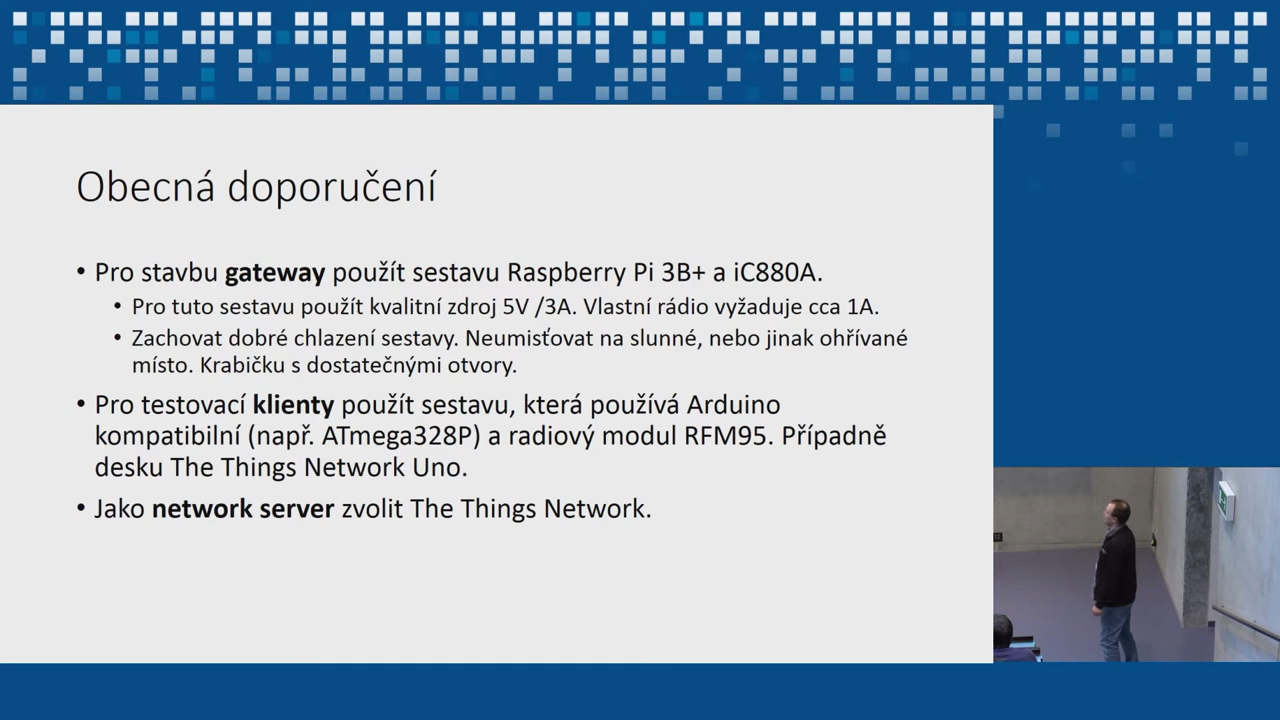 Obecná doporučení
• Pro stavbu gateway použít sestavu Raspberry Pi 3B+ a iC880A.
• Pro tuto sestavu použít kvalitní zdroj 5V /3A. Vlastní rádio vyžaduje cca 1A.
• Zachovat dobré chlazení sestavy. Neumisťovat na slunné, nebo jinak ohřívané
místo. Krabičku s dostatečnými otvory.
• Pro testovací klienty použít sestavu, která používá Arduino
kompatibilní (např. ATmega328P) a radiový modul RFM95. Případně
desku The Things Network Uno.
• Jako network server zvolit The Things Network.